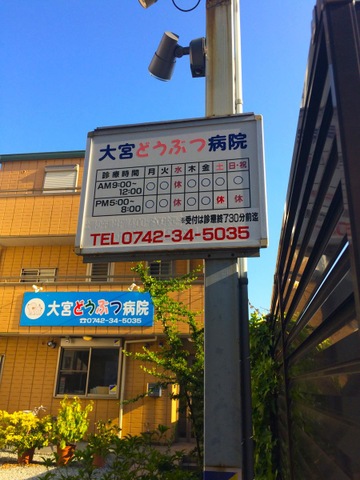 大宮どうぶつ病院
診療時間 月 火 水 木 金 土 日・祝
AM9:00〜12:00 ○ ○ 休 ○ ○ ○ ○
PM5:00〜8:00 ○ ○ 休 ○ ○ 休 休
※受付は診療終了30分前迄
TEL 0742-34-5035
大宮どうぶつ病院
☎0742-34-5035